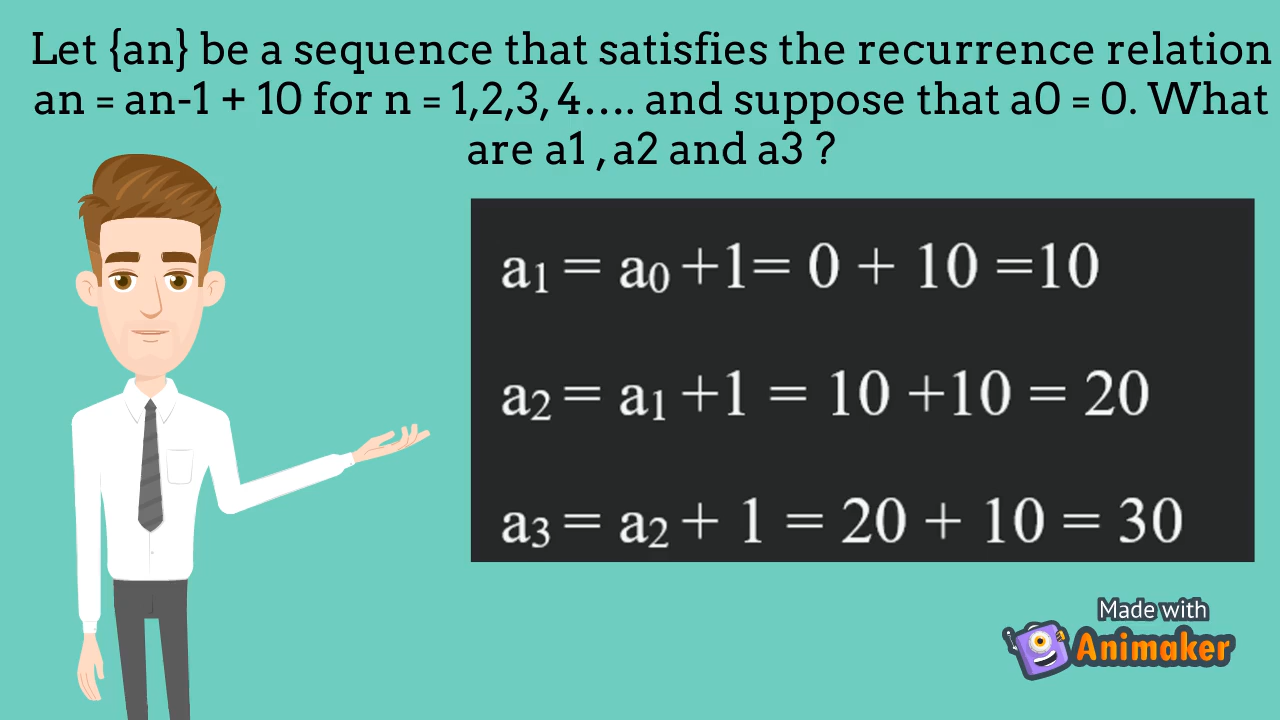 Let {an} be a sequence that satisfies the recurrence relation
an = an-1 + 10 for n = 1,2,3, 4.... and suppose that a0 = 0. What
are a1 , a2 and a3 ?
a₁ = a₀ +1= 0 + 10 =10
a₂ = a₁ +1 = 10 +10 = 20
a₃ = a₂ + 1 = 20 + 10 = 30
Made with
Animaker